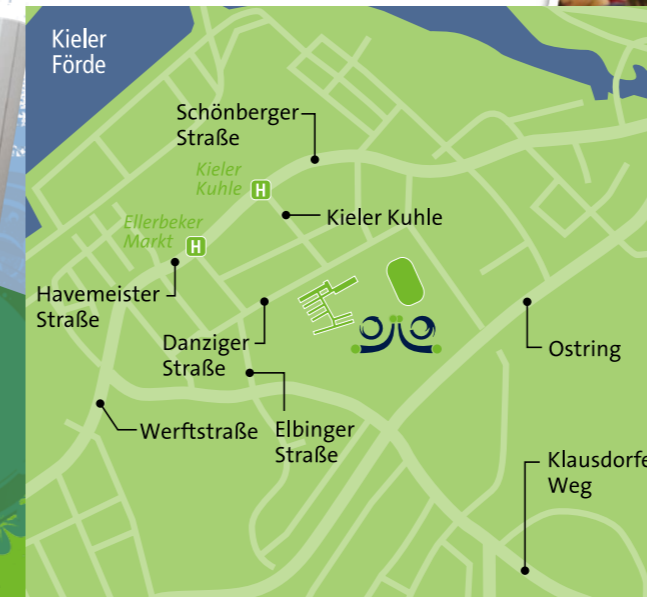 Kieler
Förde
Schönberger
Straße
Kieler
Kuhle
H
Kieler Kuhle
Ellerbeker
Markt
H
Havemeister
Straße
Danziger
Straße
Ostring
Werftstraße
Elbinger
Straße
Klausdorfe
Weg